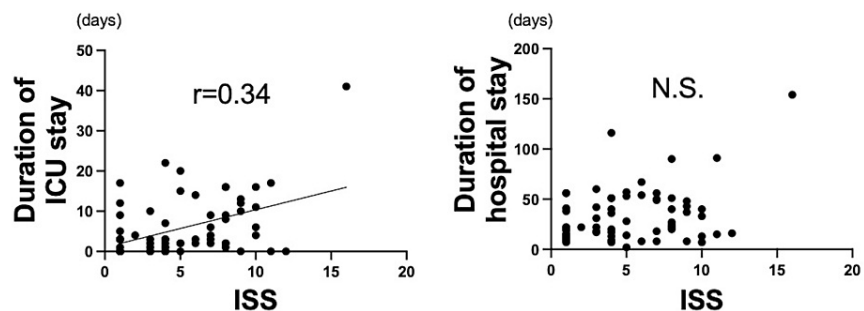 (days)
50
40
30
20
10
0
0 5 10 15 20
Duration of
ICU stay
r=0.34
ISS
(days)
200
150
100
50
0
0 5 10 15 20
Duration of
hospital stay
N.S.
ISS